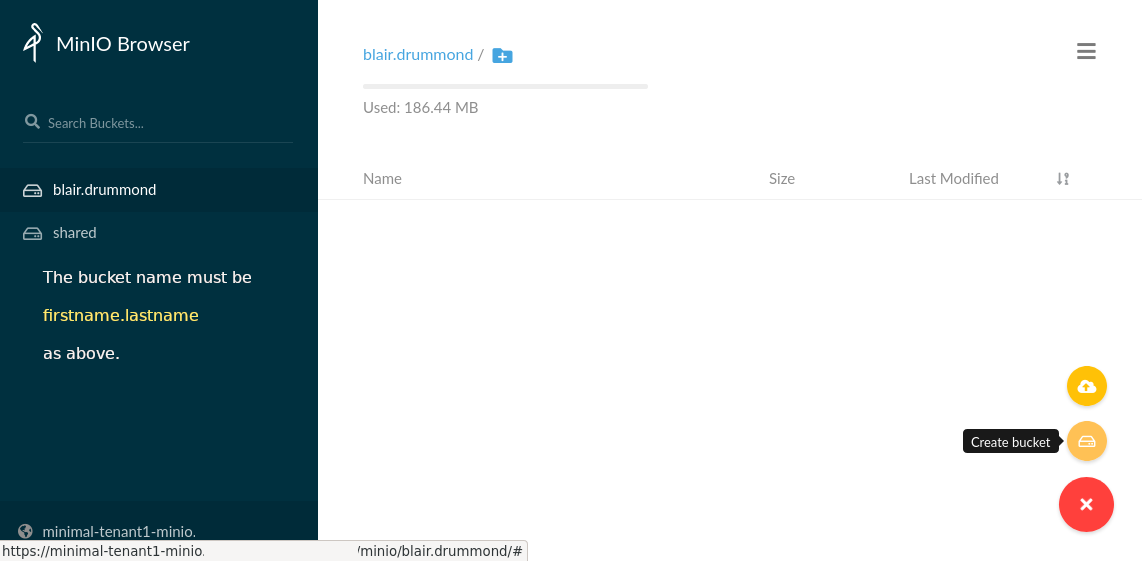 MinIO Browser
Search Buckets...
blair.drummond
shared
The bucket name must be
firstname.lastname
as above.
minimal-tenant1-minio.
https://minimal-tenant1-minio. /minio/blair.drummond/#
blair.drummond /
Used: 186.44 MB
Name Size Last Modified
Create bucket